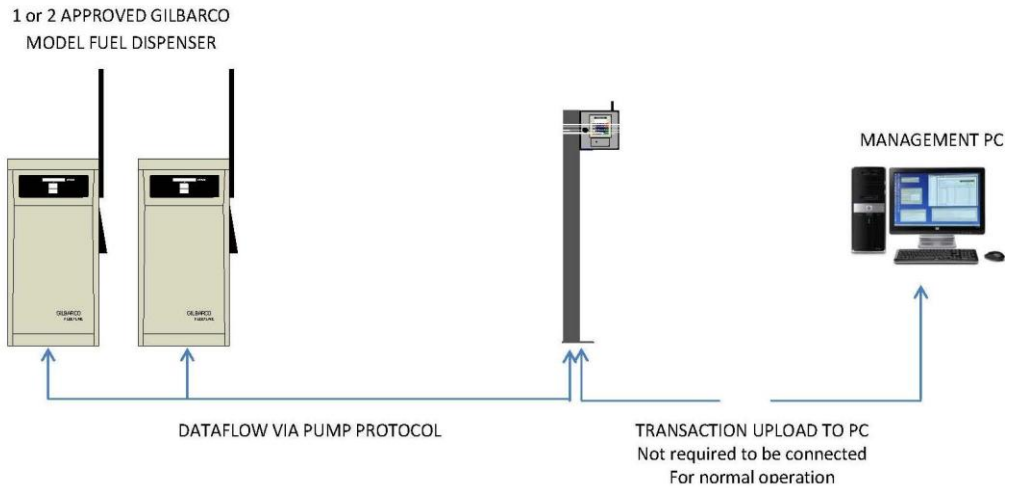 1 or 2 APPROVED GILBARCO
MODEL FUEL DISPENSER
MANAGEMENT PC
GILBARCO
GILBARCO
DATAFLOW VIA PUMP PROTOCOL
TRANSACTION UPLOAD TO PC
Not required to be connected
For normal operation